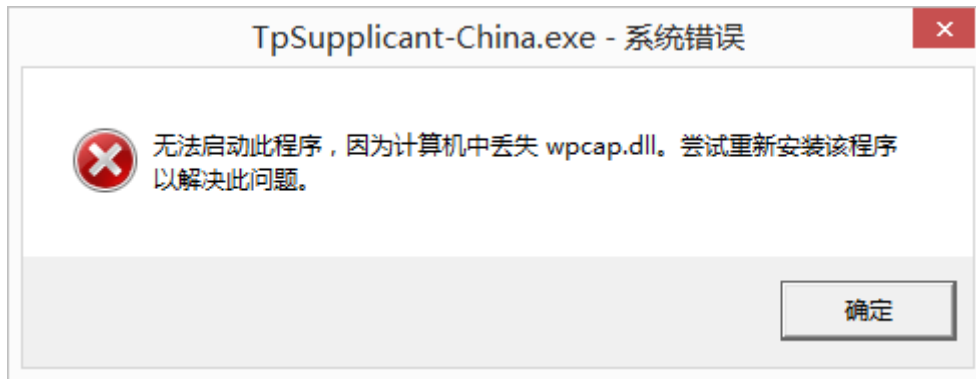 TpSupplicant-China.exe - 系统错误
无法启动此程序，因为计算机中丢失 wpcap.dll。尝试重新安装该程序
以解决此问题。
确定